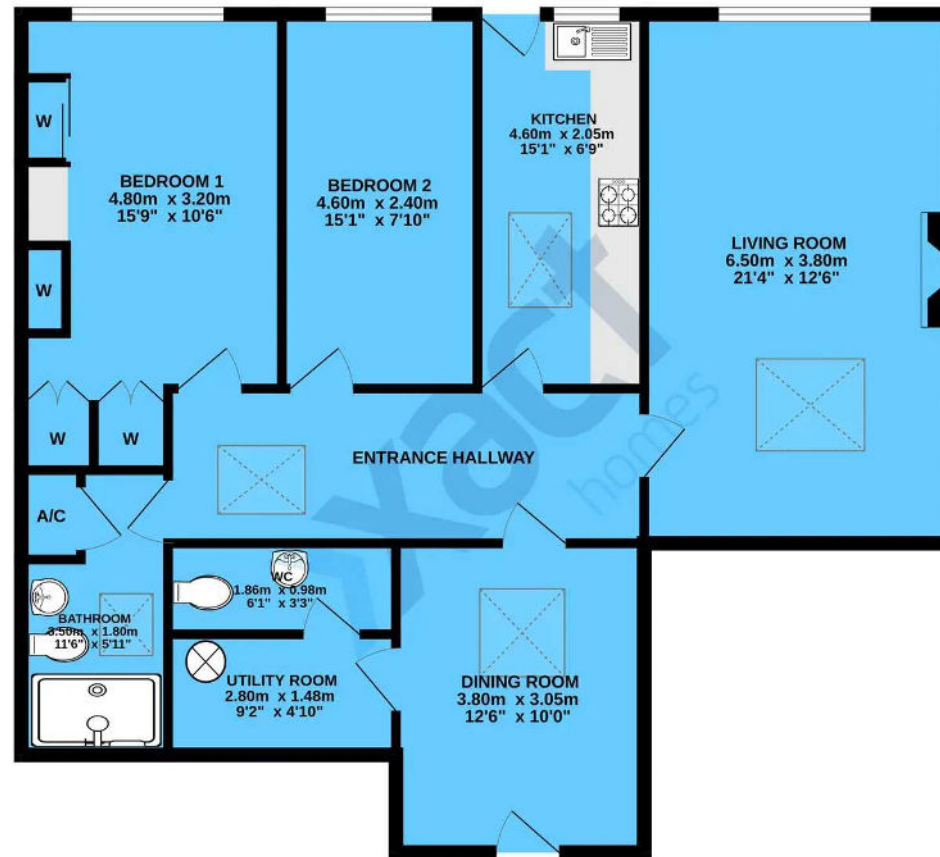 W
BEDROOM 1
4.80m x 3.20m
15'9" x 10'6"
W
W
W
BEDROOM 2
4.60m x 2.40m
15'1" x 7'10"
KITCHEN
4.60m x 2.05m
15'1" x 6'9"
LIVING ROOM
6.50m x 3.80m
21'4" x 12'6"
ENTRANCE HALLWAY
A/C
WC
1.86m x 0.98m
6'1" x 3'3"
BATHROOM
3.50m x 1.80m
11'6" x 5'11"
UTILITY ROOM
2.80m x 1.48m
9'2" x 4'10"
DINING ROOM
3.80m x 3.05m
12'6" x 10'0"
xact
homes